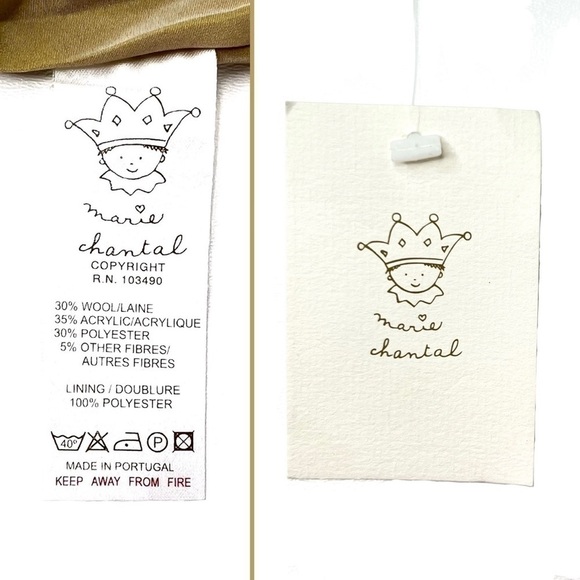 marie
chantal
COPYRIGHT
R.N. 103490
30% WOOL/LAINE
35% ACRYLIC/ACRYLIQUE
30% POLYESTER
5% OTHER FIBRES/
AUTRES FIBRES
LINING / DOUBLURE
100% POLYESTER
40° P
MADE IN PORTUGAL
KEEP AWAY FROM FIRE
marie
chantal